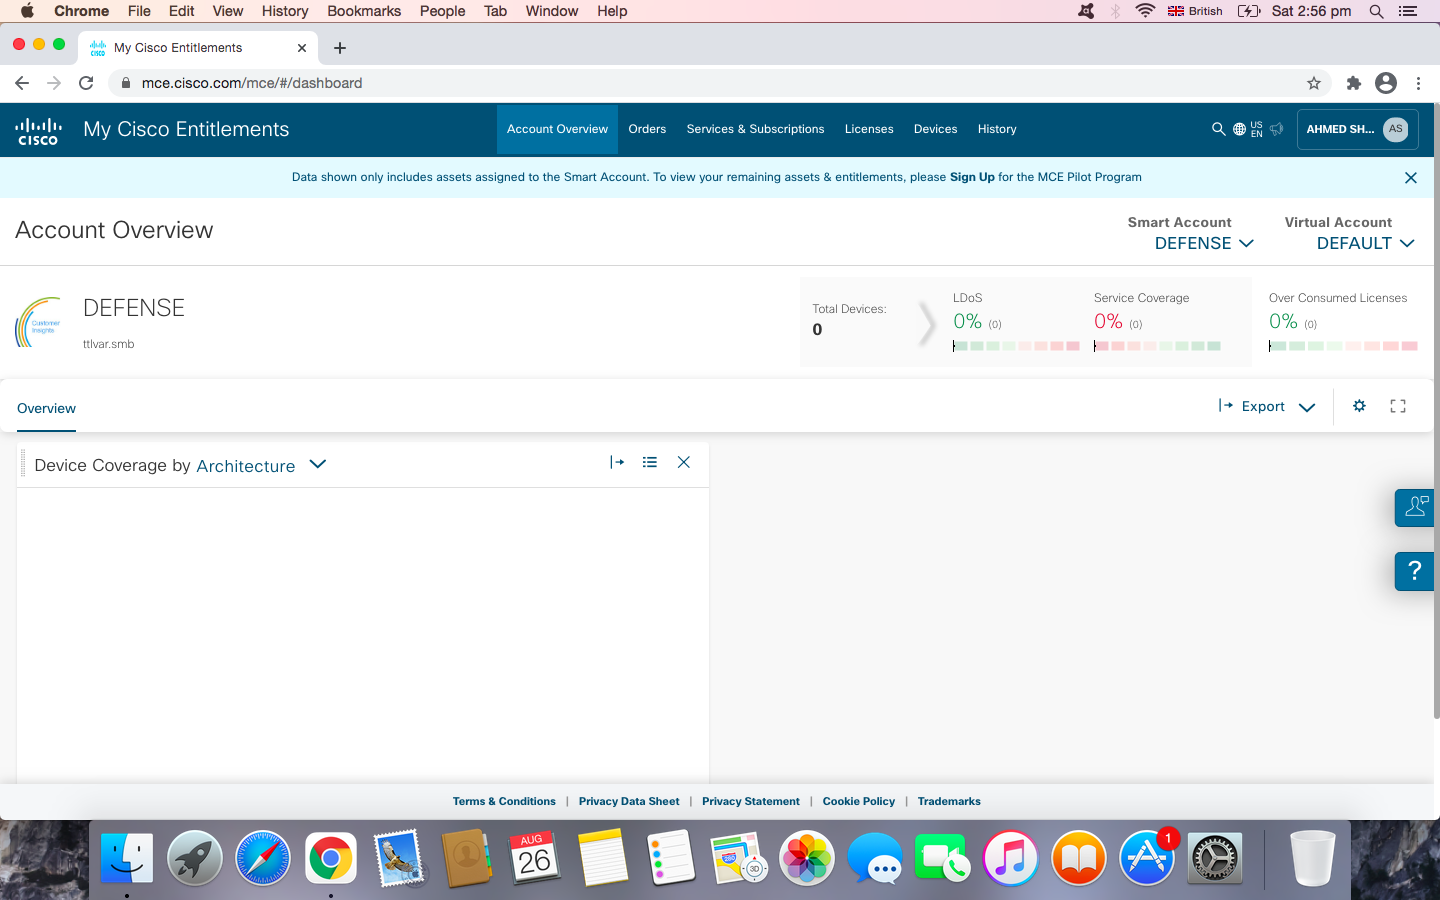 Chrome File Edit View History Bookmarks People Tab Window Help British Sat 2:56 pm
My Cisco Entitlements
mce.cisco.com/mce/#/dashboard
CISCO My Cisco Entitlements Account Overview Orders Services & Subscriptions Licenses Devices History US EN AHMED SH... AS
Data shown only includes assets assigned to the Smart Account. To view your remaining assets & entitlements, please Sign Up for the MCE Pilot Program
Account Overview
Smart Account Virtual Account
DEFENSE DEFAULT
Customer Insights
DEFENSE
ttlvar.smb
Total Devices:
0
LDoS
0% (0)
Service Coverage
0% (0)
Over Consumed Licenses
0% (0)
Overview Export
Device Coverage by Architecture
?
Terms & Conditions | Privacy Data Sheet | Privacy Statement | Cookie Policy | Trademarks
AUG
26
280
3D
1